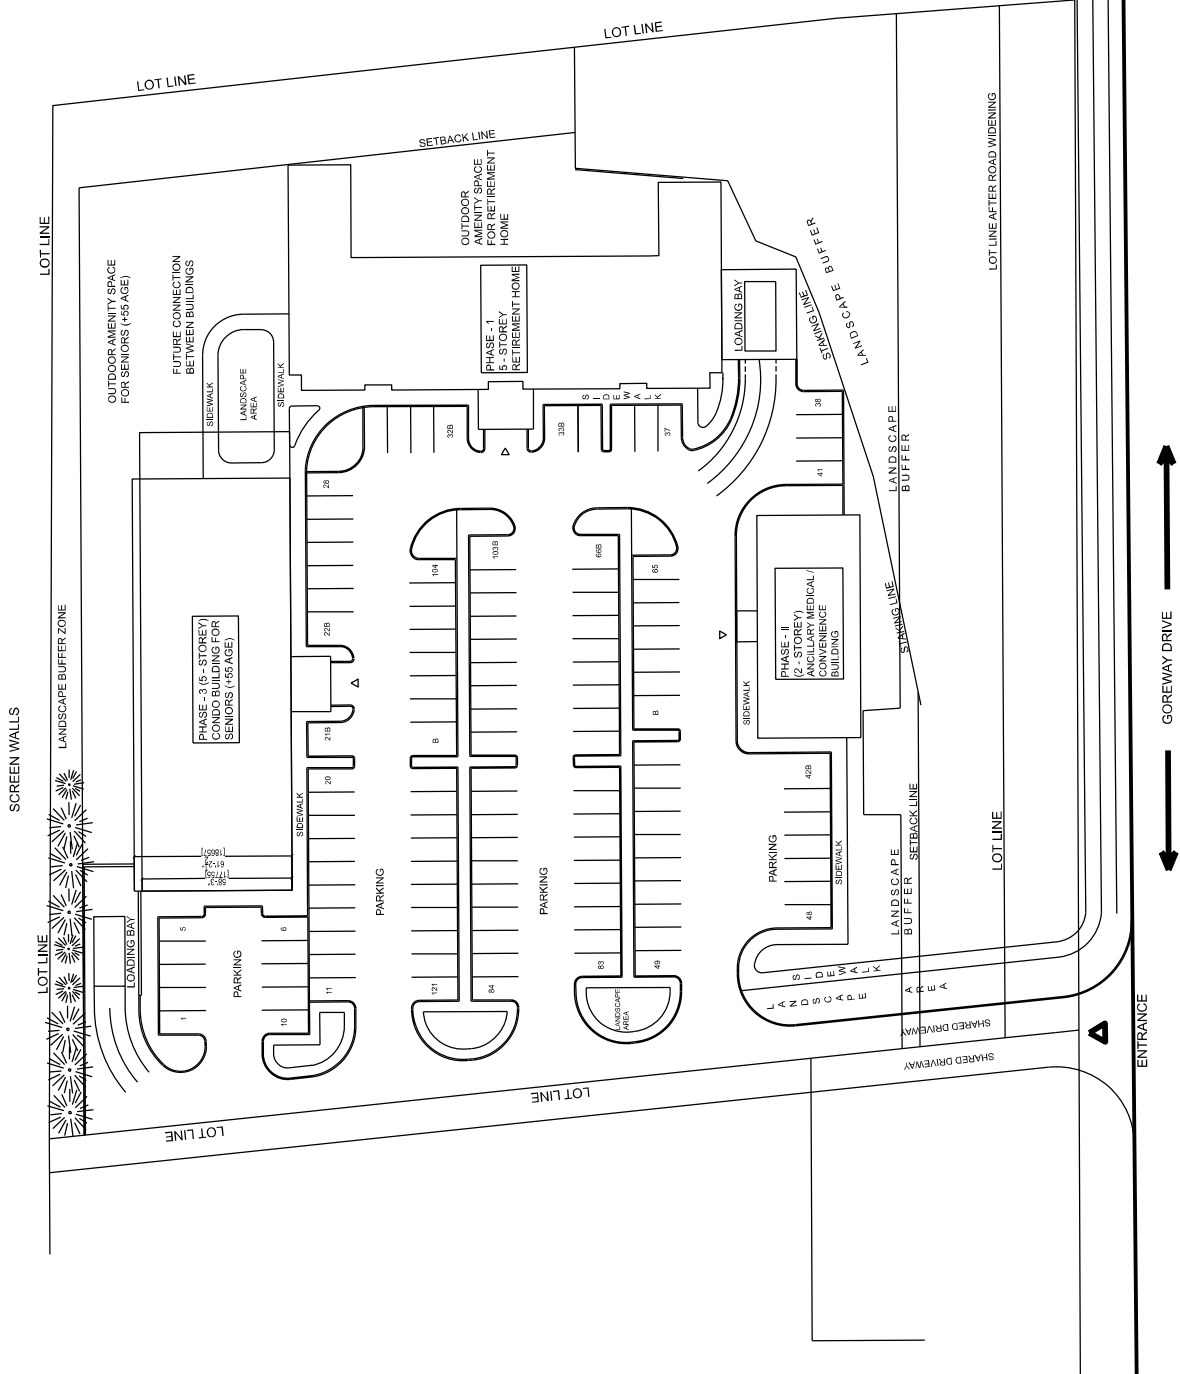 LOT LINE
LOT LINE
SETBACK LINE
OUTDOOR
AMENITY SPACE
FOR RETIREMENT
HOME
LOT LINE AFTER ROAD WIDENING
LOT LINE
OUTDOOR AMENITY SPACE
FOR SENIORS (+55 AGE)
FUTURE CONNECTION
BETWEEN BUILDINGS
PHASE - 1
5 - STOREY
RETIREMENT HOME
LOADING BAY
STAKING LINE
LANDSCAPE BUFFER
SIDEWALK
LANDSCAPE
AREA
SIDEWALK
SIDEWALK
32B
33B
37
38
41
LANDSCAPE
BUFFER
28
104
103B
66B
65
22B
PHASE - 3 (5 - STOREY)
CONDO BUILDING FOR
SENIORS (+55 AGE)
PHASE - II
(2 - STOREY)
ANCILLARY MEDICAL /
CONVENIENCE
BUILDING
STAKING LINE
GOREWAY DRIVE
LANDSCAPE BUFFER ZONE
SCREEN WALLS
SIDEWALK
21B
B
B
20
42B
SIDEWALK
PARKING
PARKING
PARKING
SIDEWALK
SETBACK LINE
LOT LINE
LANDSCAPE
BUFFER
[18657]
[17755]
58'-3"
48
LOT LINE
LOADING BAY
5
6
PARKING
1
10
11
121
84
83
49
LANDSCAPE
AREA
SIDEWALK
LANDSCAPE AREA
SHARED DRIVEWAY
SHARED DRIVEWAY
ENTRANCE
LOT LINE
LOT LINE